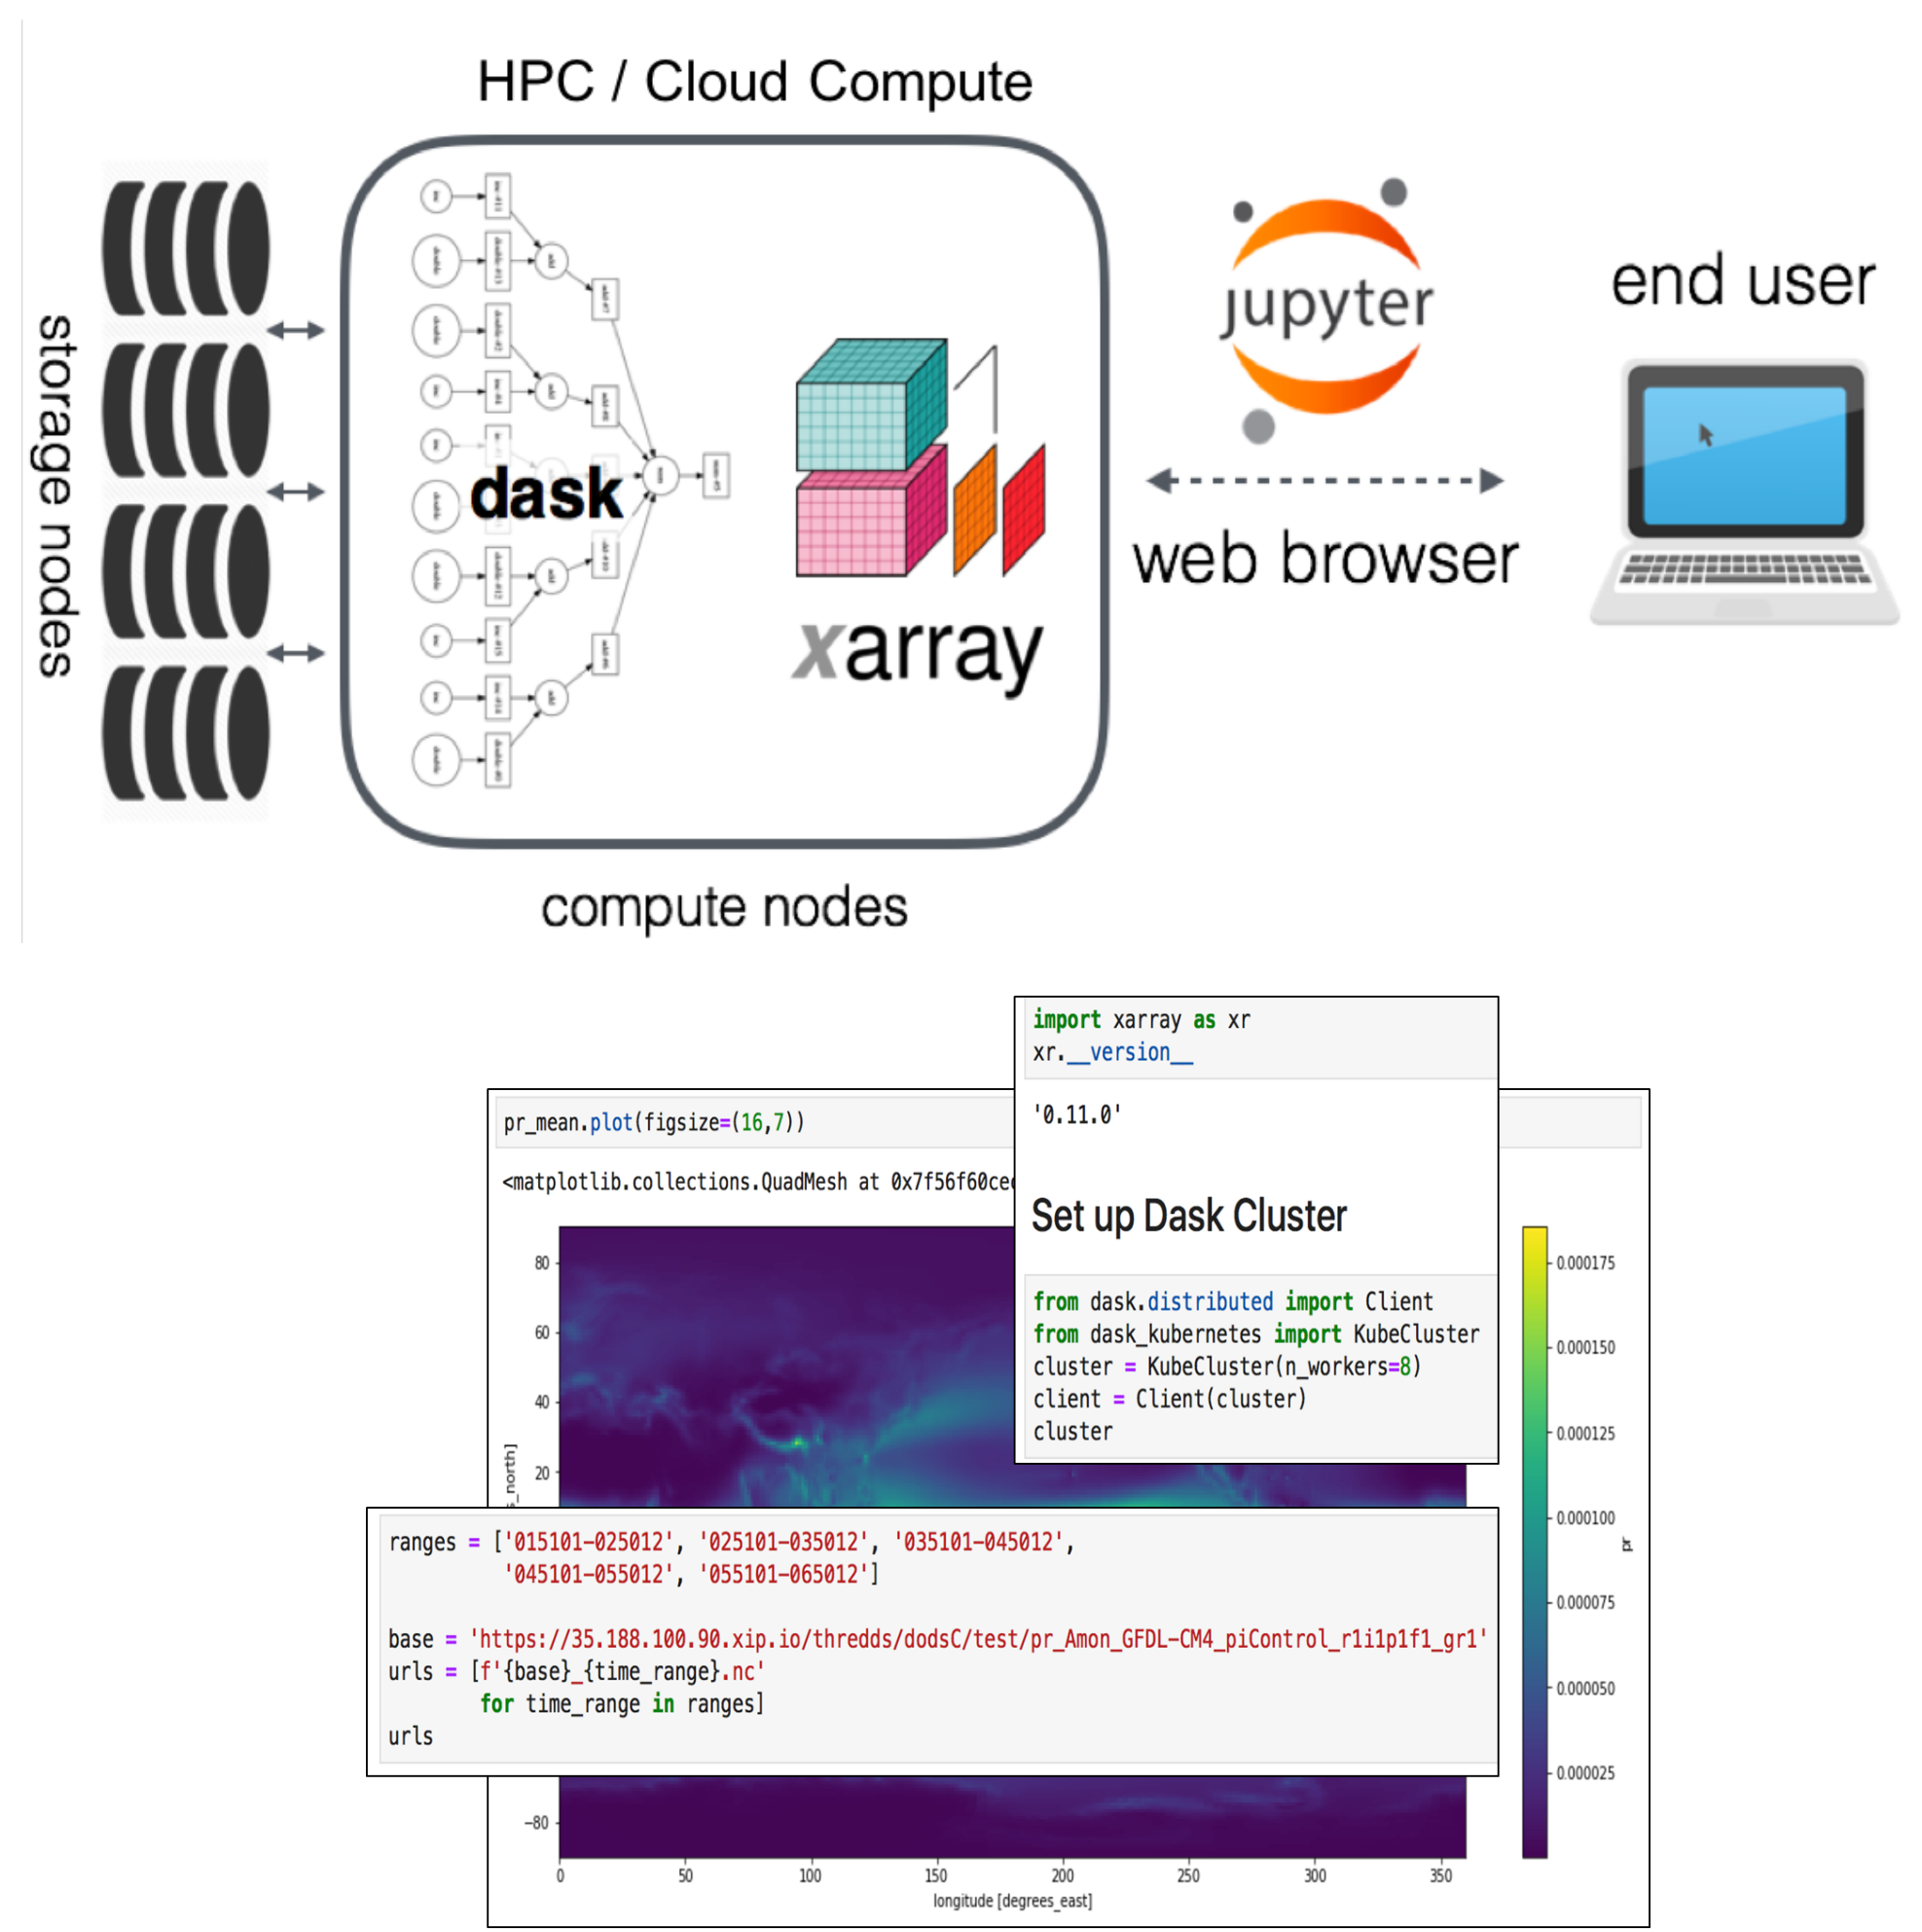 HPC / Cloud Compute
storage nodes
dask
xarray
jupyter
web browser
end user
compute nodes
import xarray as xr
xr.__version__
'0.11.0'
Set up Dask Cluster
from dask.distributed import Client
from dask_kubernetes import KubeCluster
cluster = KubeCluster(n_workers=8)
client = Client(cluster)
cluster
pr_mean.plot(figsize=(16,7))
<matplotlib.collections.QuadMesh at 0x7f56f60ce
80
60
40
20
s_north]
-80
ranges = ['015101-025012', '025101-035012', '035101-045012',
'045101-055012', '055101-065012']
base = 'https://35.188.100.90.xip.io/thredds/dodsC/test/pr_Amon_GFDL-CM4_piControl_r1i1p1f1_gr1'
urls = [f'{base}_{time_range}.nc'
for time_range in ranges]
urls
0 50 100 150 200 250 300 350
longitude [degrees_east]
0.000175
0.000150
0.000125
0.000100
0.000075
0.000050
0.000025
pr